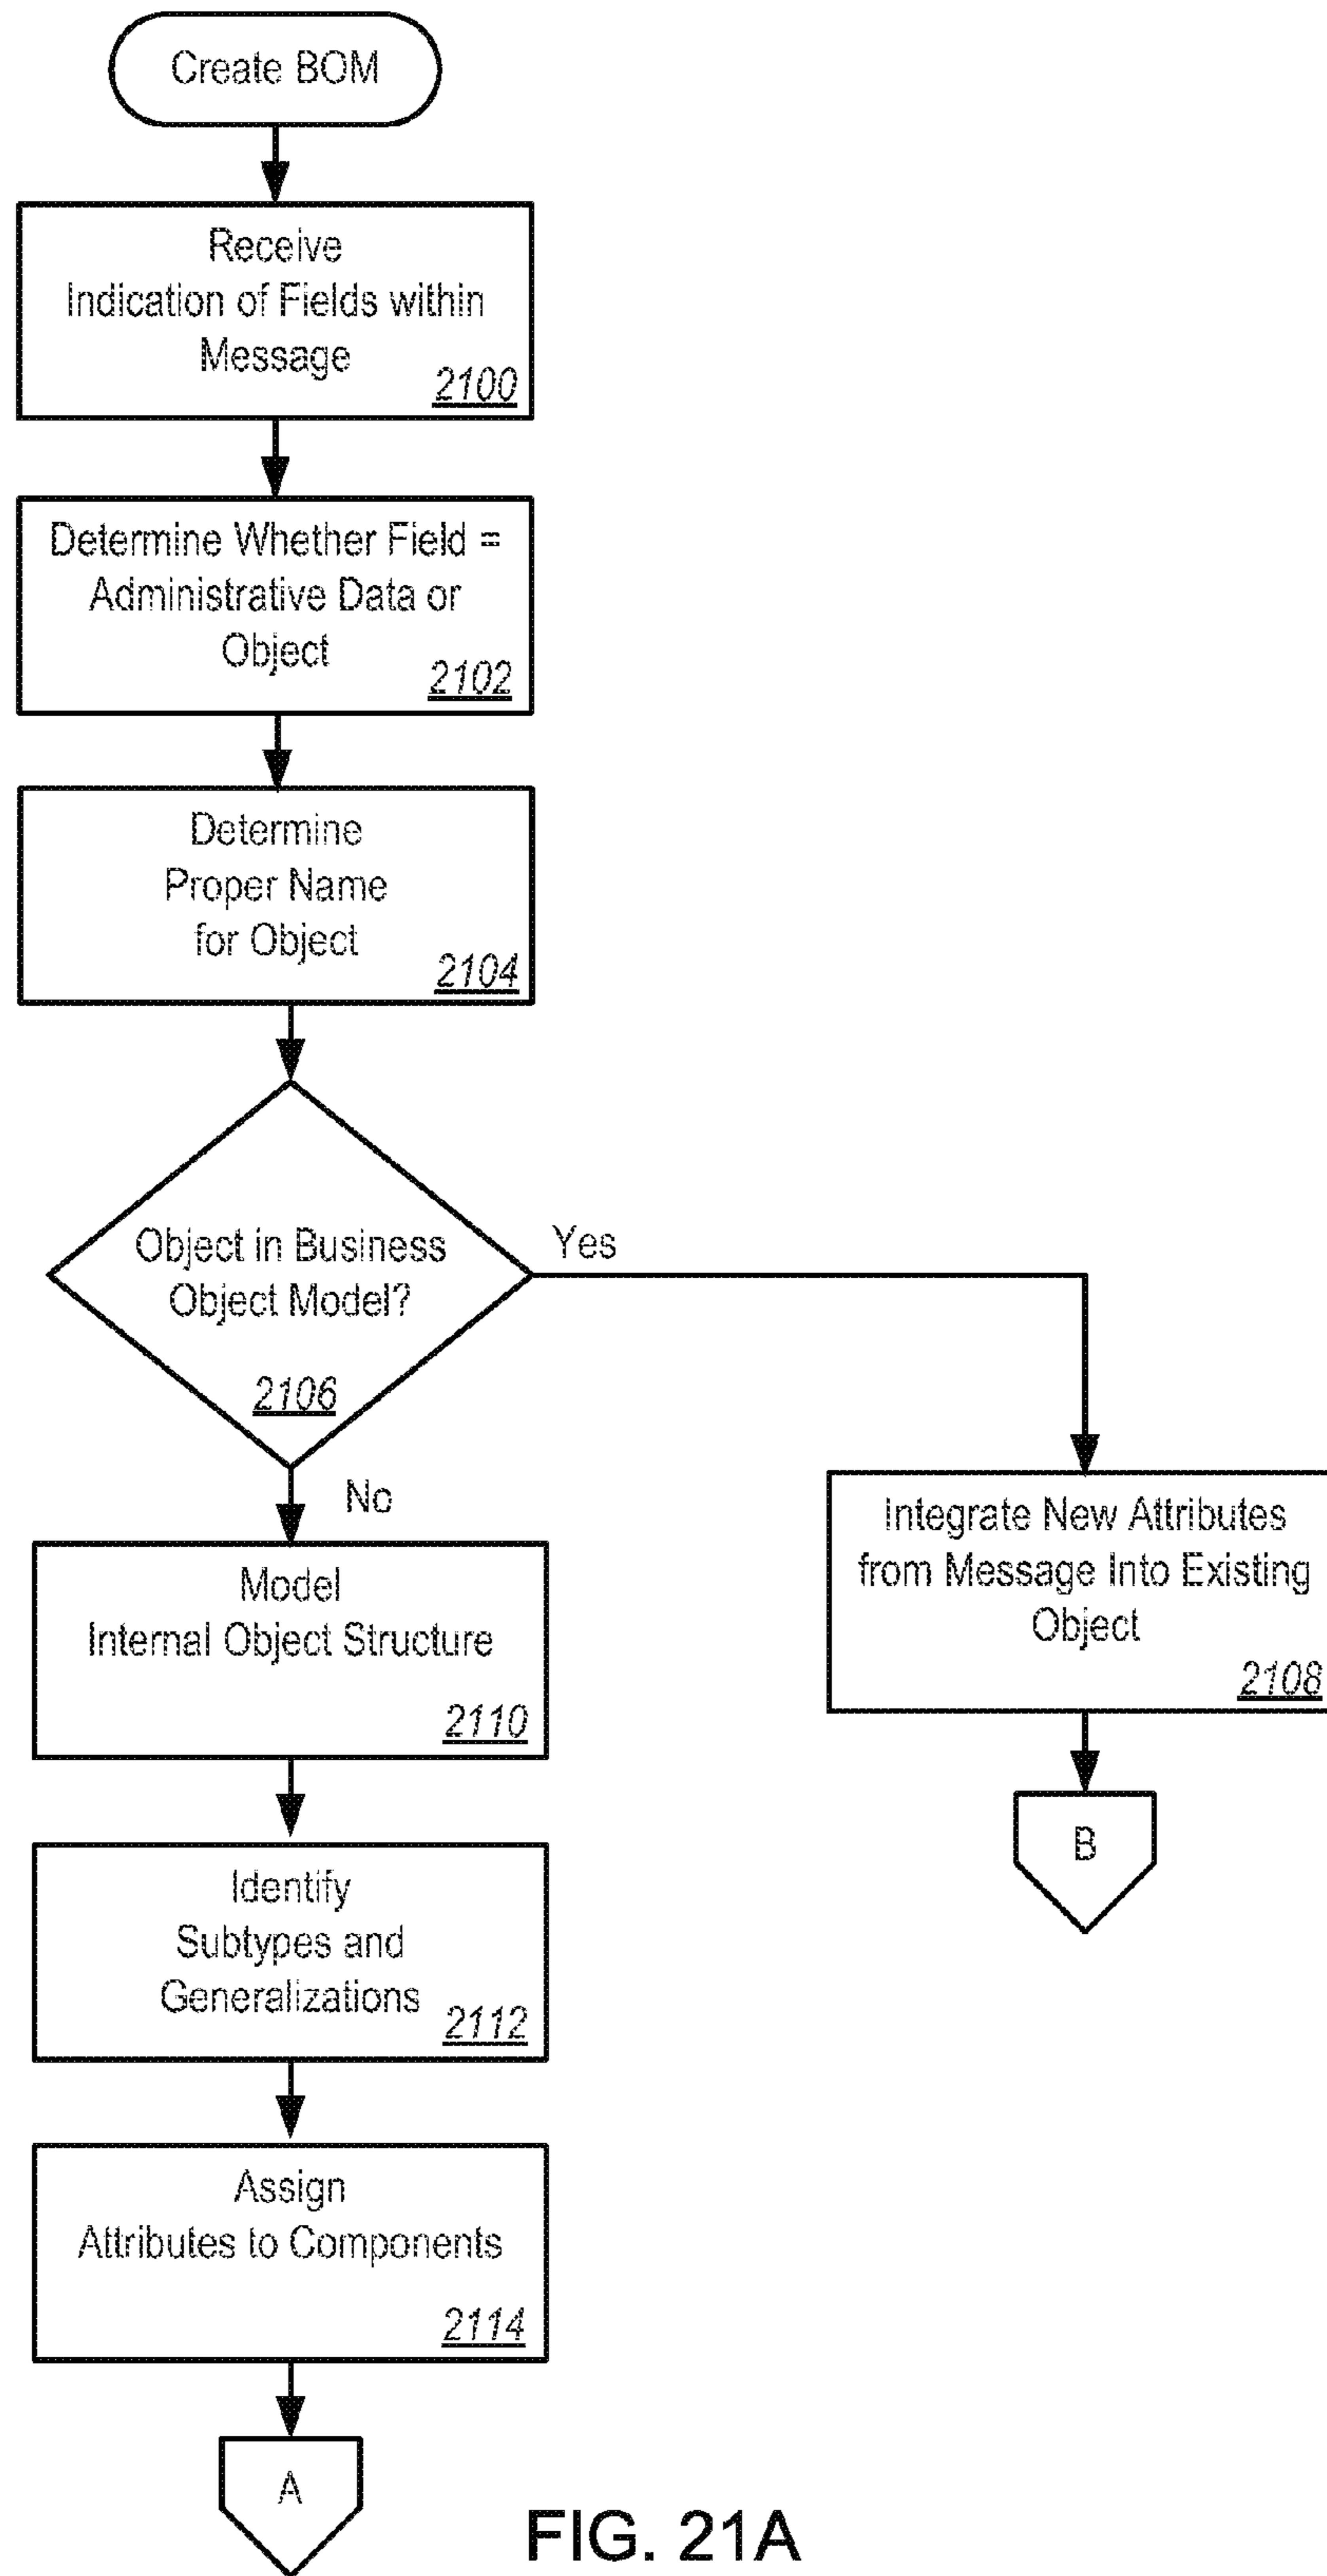 Create BOM
Receive
Indication of Fields within
Message
2100
Determine Whether Field =
Administrative Data or
Object
2102
Determine
Proper Name
for Object
2104
Object in Business
Object Model?
2106
Yes
No
Integrate New Attributes
from Message Into Existing
Object
2108
B
Model
Internal Object Structure
2110
Identify
Subtypes and
Generalizations
2112
Assign
Attributes to Components
2114
A
FIG. 21A